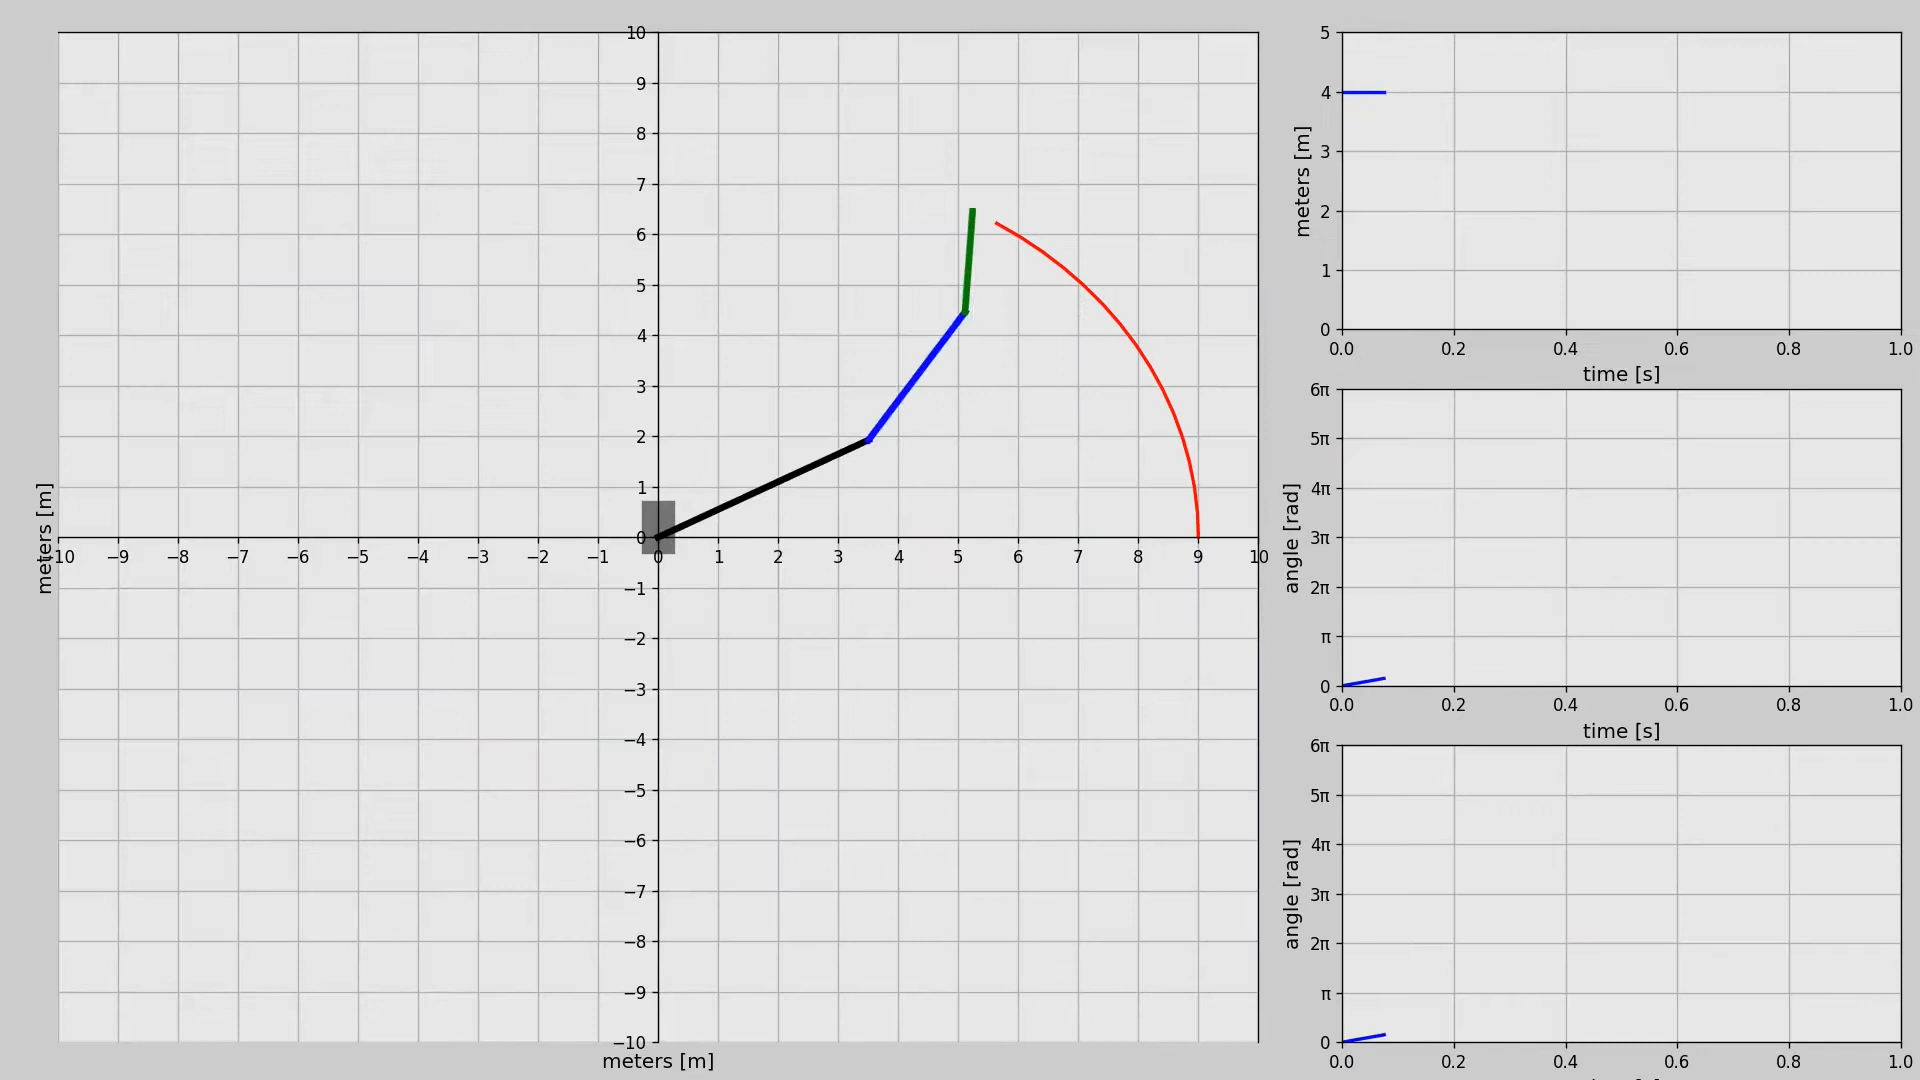 10
9
8
7
6
5
4
3
2
1
0
−10 −9 −8 −7 −6 −5 −4 −3 −2 −1 0 1 2 3 4 5 6 7 8 9 10
−1
−2
−3
−4
−5
−6
−7
−8
−9
−10
meters [m]
meters [m]
5
4
3
2
1
0
meters [m]
0.0 0.2 0.4 0.6 0.8 1.0
time [s]
6π
5π
4π
3π
2π
π
0
angle [rad]
0.0 0.2 0.4 0.6 0.8 1.0
time [s]
6π
5π
4π
3π
2π
π
0
angle [rad]
0.0 0.2 0.4 0.6 0.8 1.0